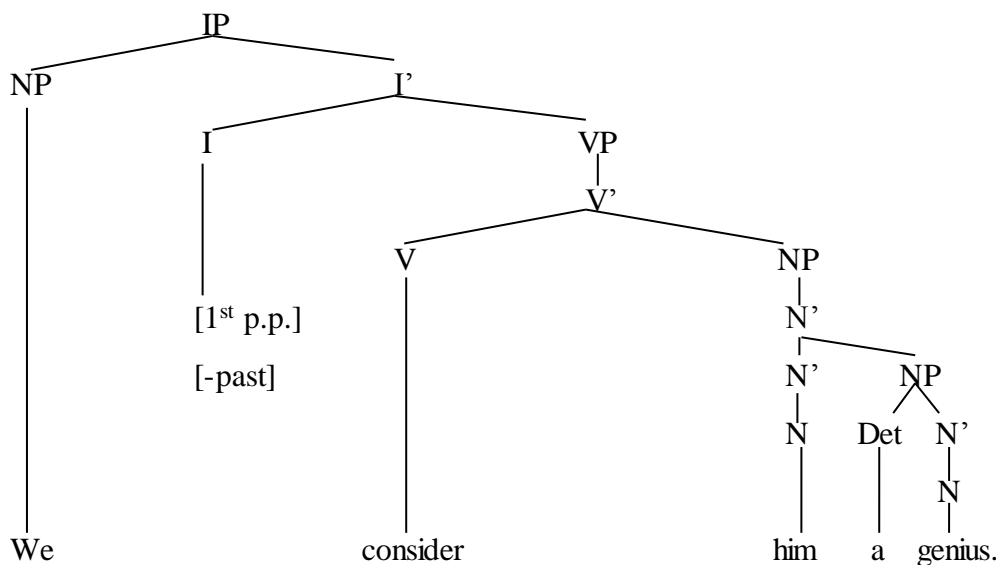 IP
NP I’
I VP
V’
V NP
[1st p.p.] N’
[-past] N’ NP
N Det N’
N
We consider him a genius.